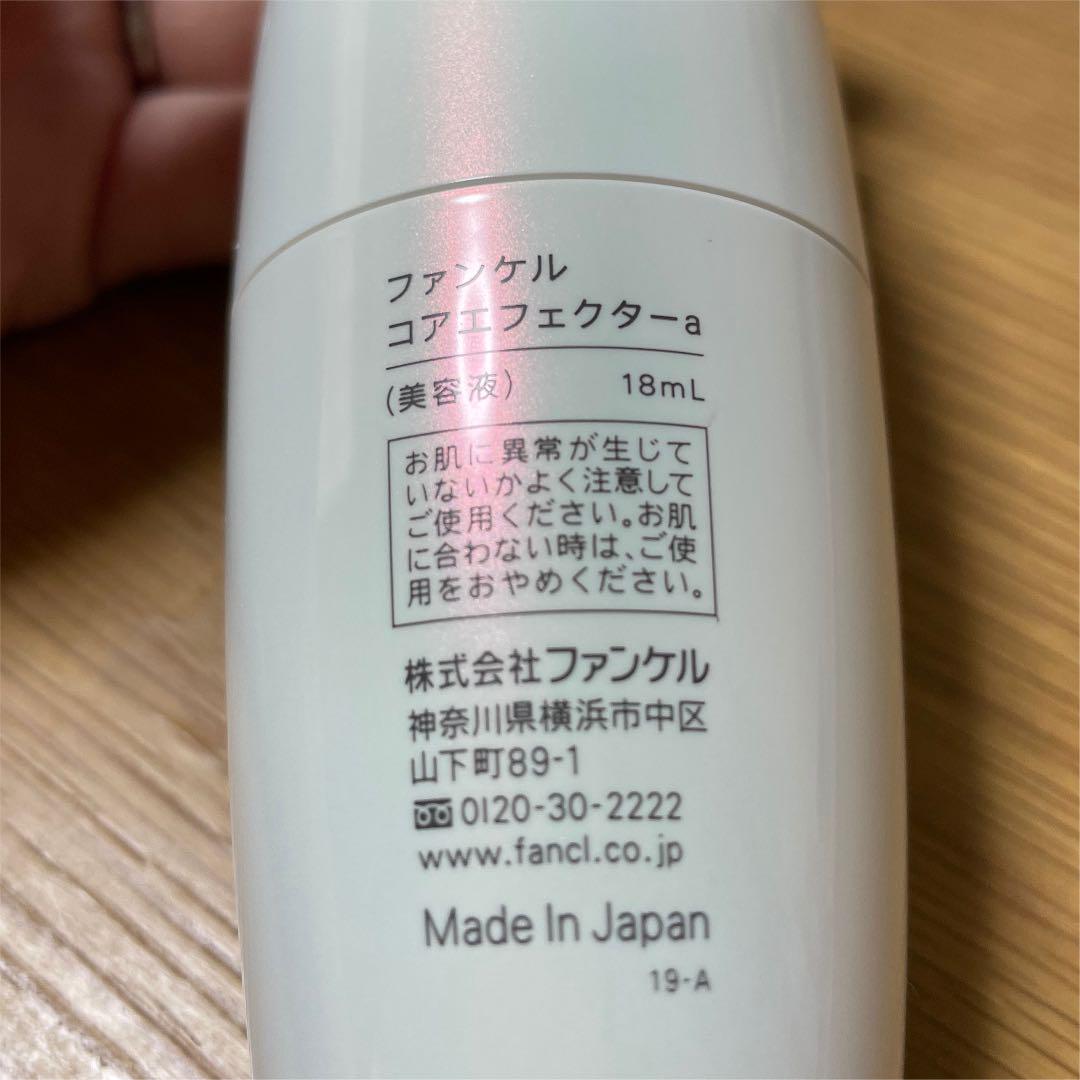 ファンケル
コアエフェクターa
(美容液) 18mL
お肌に異常が生じて
いないかよく注意して
ご使用ください。お肌
に合わない時は、ご使
用をおやめください。
株式会社ファンケル
神奈川県横浜市中区
山下町89-1
0120-30-2222
www.fancl.co.jp
Made In Japan
19-A